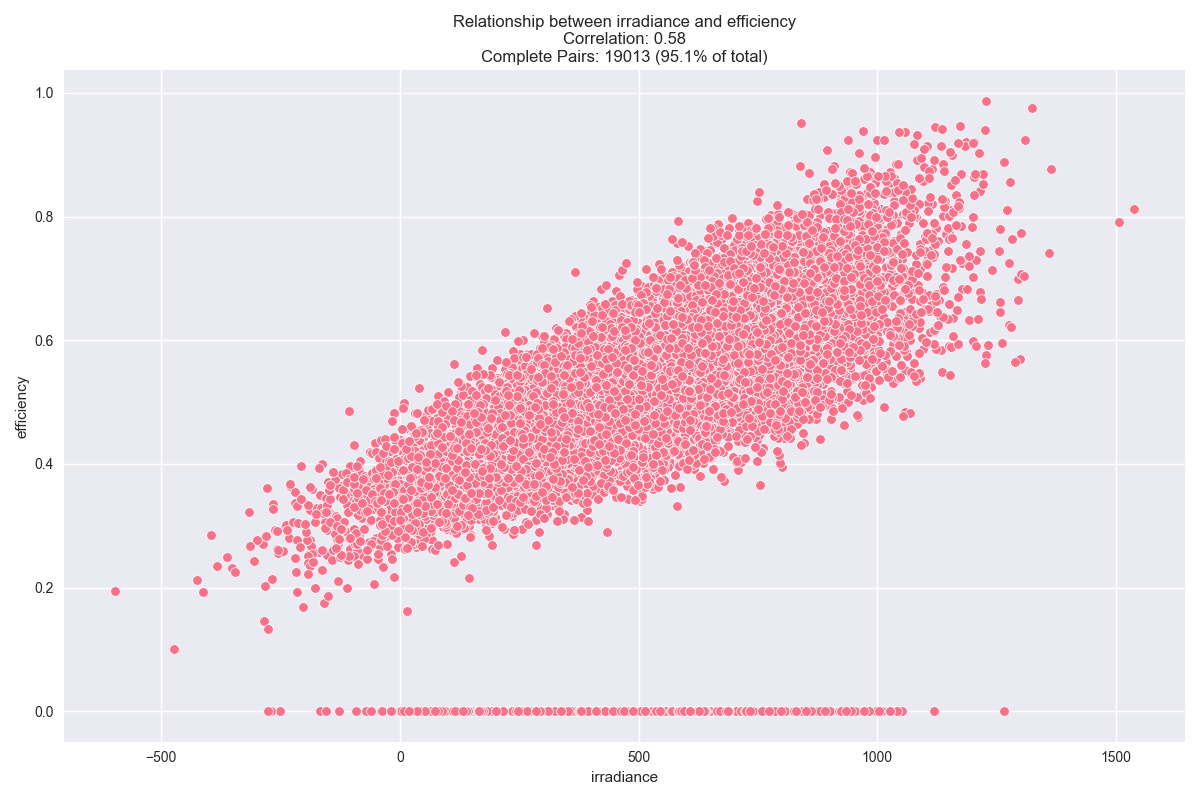 Relationship between irradiance and efficiency
Correlation: 0.58
Complete Pairs: 19013 (95.1% of total)
efficiency
1.0
0.8
0.6
0.4
0.2
0.0
−500
0
500
1000
1500
irradiance